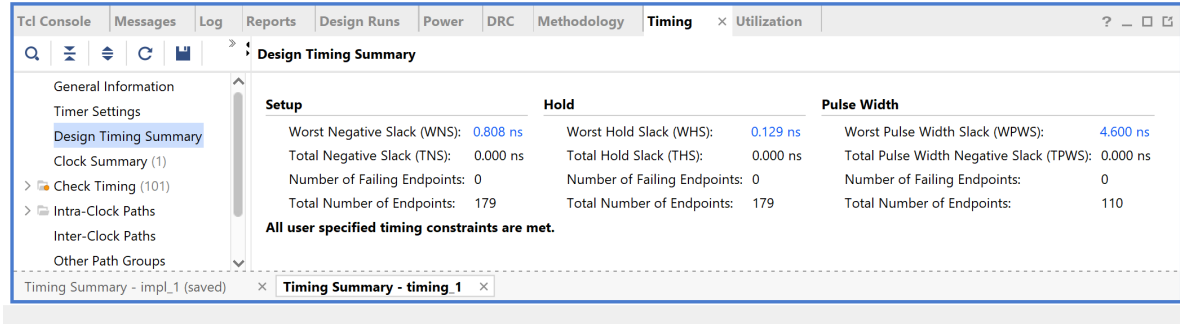 Tcl Console Messages Log Reports Design Runs Power DRC Methodology Timing × Utilization ? _
» Design Timing Summary
General Information
Timer Settings
Design Timing Summary
Clock Summary (1)
> Check Timing (101)
> Intra-Clock Paths
Inter-Clock Paths
Other Path Groups
Setup
Worst Negative Slack (WNS): 0.808 ns
Total Negative Slack (TNS): 0.000 ns
Number of Failing Endpoints: 0
Total Number of Endpoints: 179
Hold
Worst Hold Slack (WHS): 0.129 ns
Total Hold Slack (THS): 0.000 ns
Number of Failing Endpoints: 0
Total Number of Endpoints: 179
Pulse Width
Worst Pulse Width Slack (WPWS): 4.600 ns
Total Pulse Width Negative Slack (TPWS): 0.000 ns
Number of Failing Endpoints: 0
Total Number of Endpoints: 110
All user specified timing constraints are met.
Timing Summary - impl_1 (saved) × Timing Summary - timing_1 ×